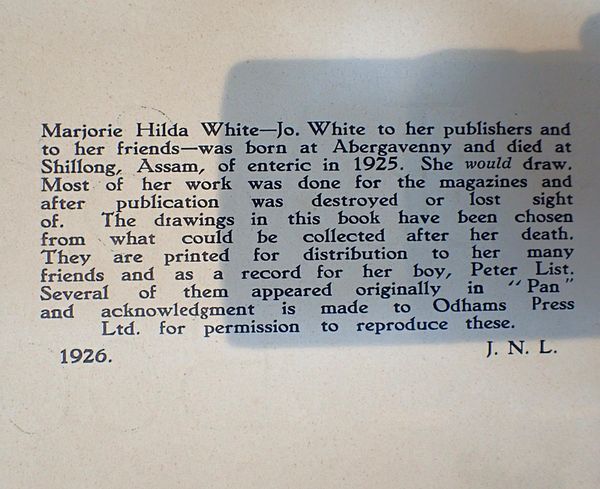 Marjorie Hilda White—Jo. White to her publishers and
to her friends—was born at Abergavenny and died at
Shillong, Assam, of enteric in 1925. She would draw.
Most of her work was done for the magazines and
after publication was destroyed or lost sight
of. The drawings in this book have been chosen
from what could be collected after her death.
They are printed for distribution to her many
friends and as a record for her boy, Peter List.
Several of them appeared originally in "Pan"
and acknowledgment is made to Odhams Press
Ltd. for permission to reproduce these.
1926. J. N. L.